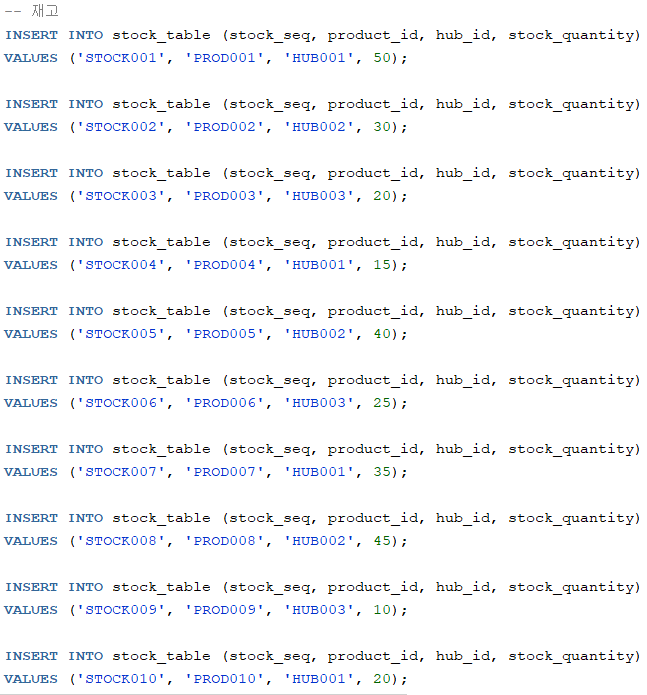 -- 재고
INSERT INTO stock_table (stock_seq, product_id, hub_id, stock_quantity)
VALUES ('STOCK001', 'PROD001', 'HUB001', 50);
INSERT INTO stock_table (stock_seq, product_id, hub_id, stock_quantity)
VALUES ('STOCK002', 'PROD002', 'HUB002', 30);
INSERT INTO stock_table (stock_seq, product_id, hub_id, stock_quantity)
VALUES ('STOCK003', 'PROD003', 'HUB003', 20);
INSERT INTO stock_table (stock_seq, product_id, hub_id, stock_quantity)
VALUES ('STOCK004', 'PROD004', 'HUB001', 15);
INSERT INTO stock_table (stock_seq, product_id, hub_id, stock_quantity)
VALUES ('STOCK005', 'PROD005', 'HUB002', 40);
INSERT INTO stock_table (stock_seq, product_id, hub_id, stock_quantity)
VALUES ('STOCK006', 'PROD006', 'HUB003', 25);
INSERT INTO stock_table (stock_seq, product_id, hub_id, stock_quantity)
VALUES ('STOCK007', 'PROD007', 'HUB001', 35);
INSERT INTO stock_table (stock_seq, product_id, hub_id, stock_quantity)
VALUES ('STOCK008', 'PROD008', 'HUB002', 45);
INSERT INTO stock_table (stock_seq, product_id, hub_id, stock_quantity)
VALUES ('STOCK009', 'PROD009', 'HUB003', 10);
INSERT INTO stock_table (stock_seq, product_id, hub_id, stock_quantity)
VALUES ('STOCK010', 'PROD010', 'HUB001', 20);